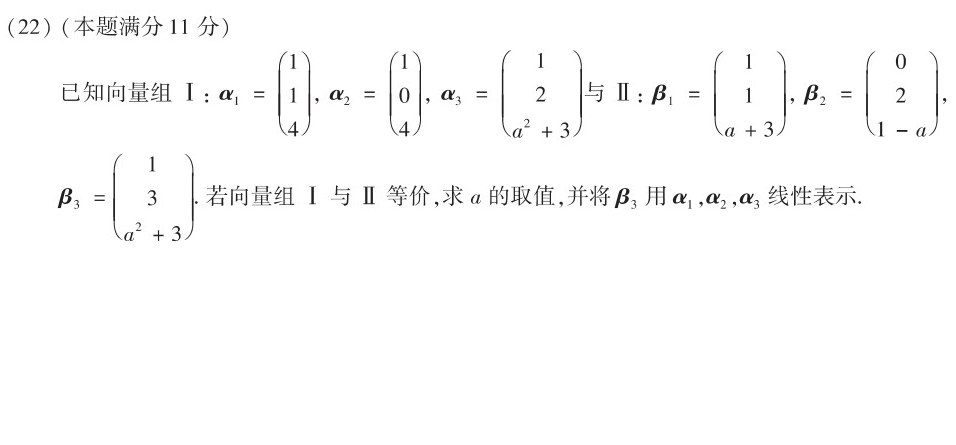 (22)(本题满分 11 分)
已知向量组 Ⅰ:α₁ = (1, 1, 4)ᵀ, α₂ = (1, 0, 4)ᵀ, α₃ = (1, 2, a² + 3)ᵀ 与 Ⅱ:β₁ = (1, 1, a + 3)ᵀ, β₂ = (0, 2, 1 − a)ᵀ,
β₃ = (1, 3, a² + 3)ᵀ. 若向量组 Ⅰ 与 Ⅱ 等价,求 a 的取值,并将 β₃ 用 α₁,α₂,α₃ 线性表示.